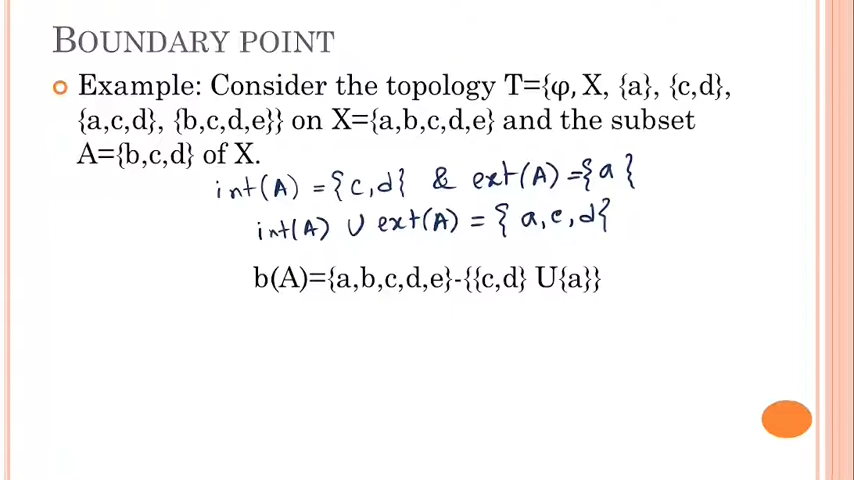 BOUNDARY POINT
Example: Consider the topology T={φ, X, {a}, {c,d},
{a,c,d}, {b,c,d,e}} on X={a,b,c,d,e} and the subset
A={b,c,d} of X.
int(A) = {c,d} & ext(A) = {a}
int(A) ∪ ext(A) = {a,c,d}
b(A)={a,b,c,d,e}-{{c,d} U{a}}